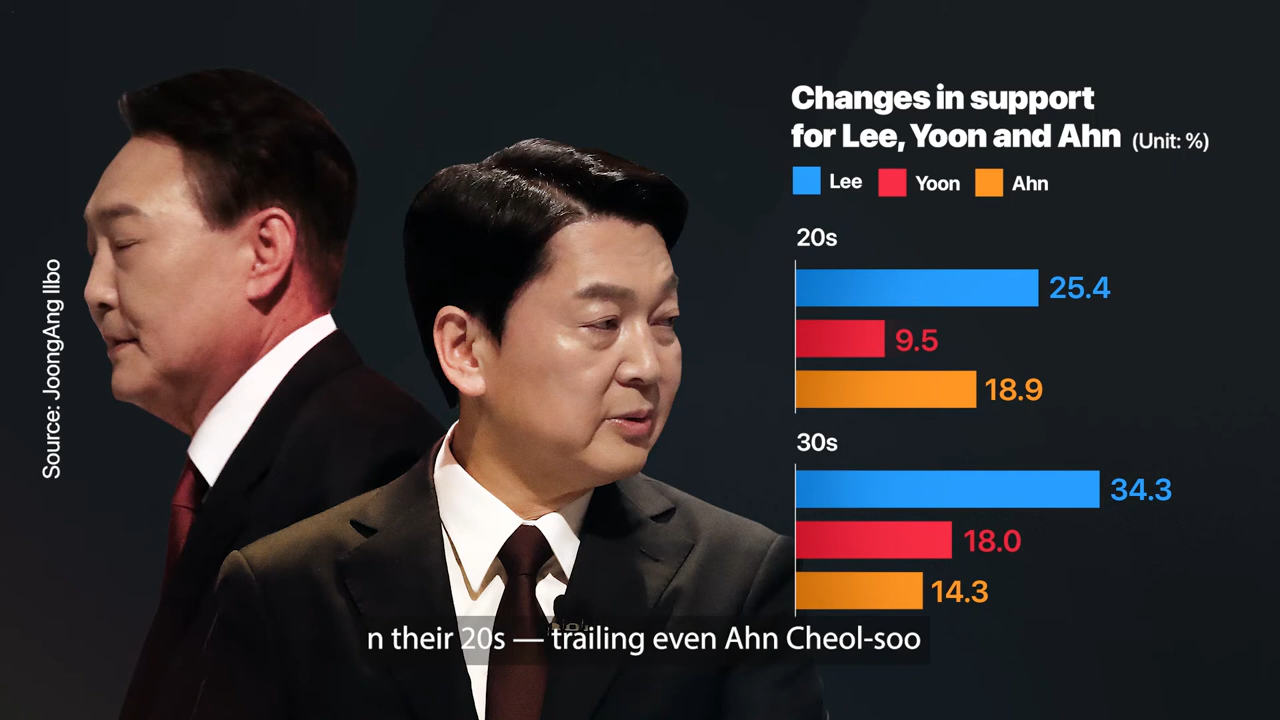 Changes in support
for Lee, Yoon and Ahn (Unit: %)
Lee Yoon Ahn
20s
25.4
9.5
18.9
30s
34.3
18.0
14.3
Source: JoongAng Ilbo
n their 20s — trailing even Ahn Cheol-soo